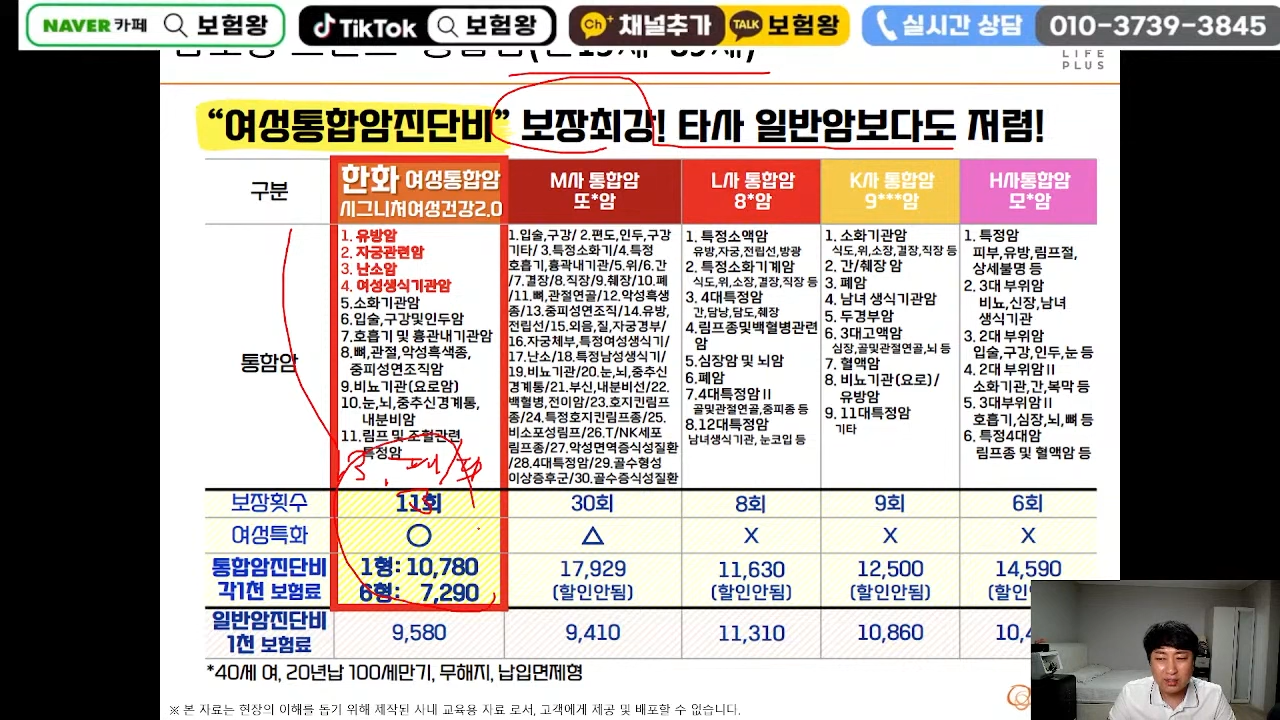 NAVER 카페 보험왕
TikTok 보험왕
Ch+ 채널추가 TALK 보험왕
실시간 상담 010-3739-3845
LIFE
PLUS
“여성통합암진단비” 보장최강! 타사 일반암보다도 저렴!
구분
한화 여성통합암
시그니처여성건강2.0
M사 통합암
또*암
L사 통합암
8*암
K사 통합암
9***암
H사통합암
모*암
통합암
1. 유방암
2. 자궁관련암
3. 난소암
4. 여성생식기관암
5.소화기관암
6.입술,구강및인두암
7.호흡기 및 흉관내기관암
8.뼈,관절,악성흑색종,
중피성연조직암
9.비뇨기관(요로암)
10.눈,뇌,중추신경계통,
내분비암
11.림프 및 조혈관련
특정암
1.입술,구강/ 2.편도,인두,구강
기타/ 3.특정소화기/4.특정
호흡기,흉곽내기관/5.위/6.간
/7.결장/8.직장/9.췌장/10.폐
/11.뼈,관절연골/12.악성흑색
종/13.중피성연조직/14.유방,
전립선/15.외음,질,자궁경부/
16.자궁체부,특정여성생식기/
17.난소/18.특정남성생식기/
19.비뇨기관/20.눈,뇌,중추신
경계통/21.부신,내분비선/22.
백혈병,전이암/23.호지킨림프
종/24.특정호지킨림프종/25.
비소포성림프/26.T/NK세포
림프종/27.악성면역증식성질환
/28.4대특정암/29.골수형성
이상증후군/30.골수증식성질환
1. 특정소액암
유방,자궁,전립선,방광
2. 특정소화기계암
식도,위,소장,결장,직장 등
3. 4대특정암
간,담낭,담도,췌장
4.림프종및백혈병관련
암
5.심장암 및 뇌암
6.폐암
7.4대특정암Ⅱ
골및관절연골,중피종 등
8.12대특정암
남녀생식기관, 눈코입 등
1. 소화기관암
식도,위,소장,결장,직장 등
2. 간/췌장 암
3. 폐암
4. 남녀 생식기관암
5. 두경부암
6. 3대고액암
심장,골및관절연골,뇌 등
7. 혈액암
8. 비뇨기관(요로)/
유방암
9. 11대특정암
기타
1. 특정암
피부,유방,림프절,
상세불명 등
2. 3대 부위암
비뇨,신장,남녀
생식기관
3. 2대 부위암
입술,구강,인두,눈 등
4. 2대 부위암Ⅱ
소화기관,간,복막 등
5. 3대부위암Ⅱ
호흡기,심장,뇌,뼈 등
6. 특정4대암
림프종 및 혈액암 등
보장횟수 11회 30회 8회 9회 6회
여성특화 ○ △ X X X
통합암진단비
각1천 보험료
1형: 10,780
6형: 7,290
17,929
(할인안됨)
11,630
(할인안됨)
12,500
(할인안됨)
14,590
일반암진단비
1천 보험료
9,580 9,410 11,310 10,860
*40세 여, 20년납 100세만기, 무해지, 납입면제형
※ 본 자료는 현장의 이해를 돕기 위해 제작된 사내 교육용 자료 로서, 고객에게 제공 및 배포할 수 없습니다.